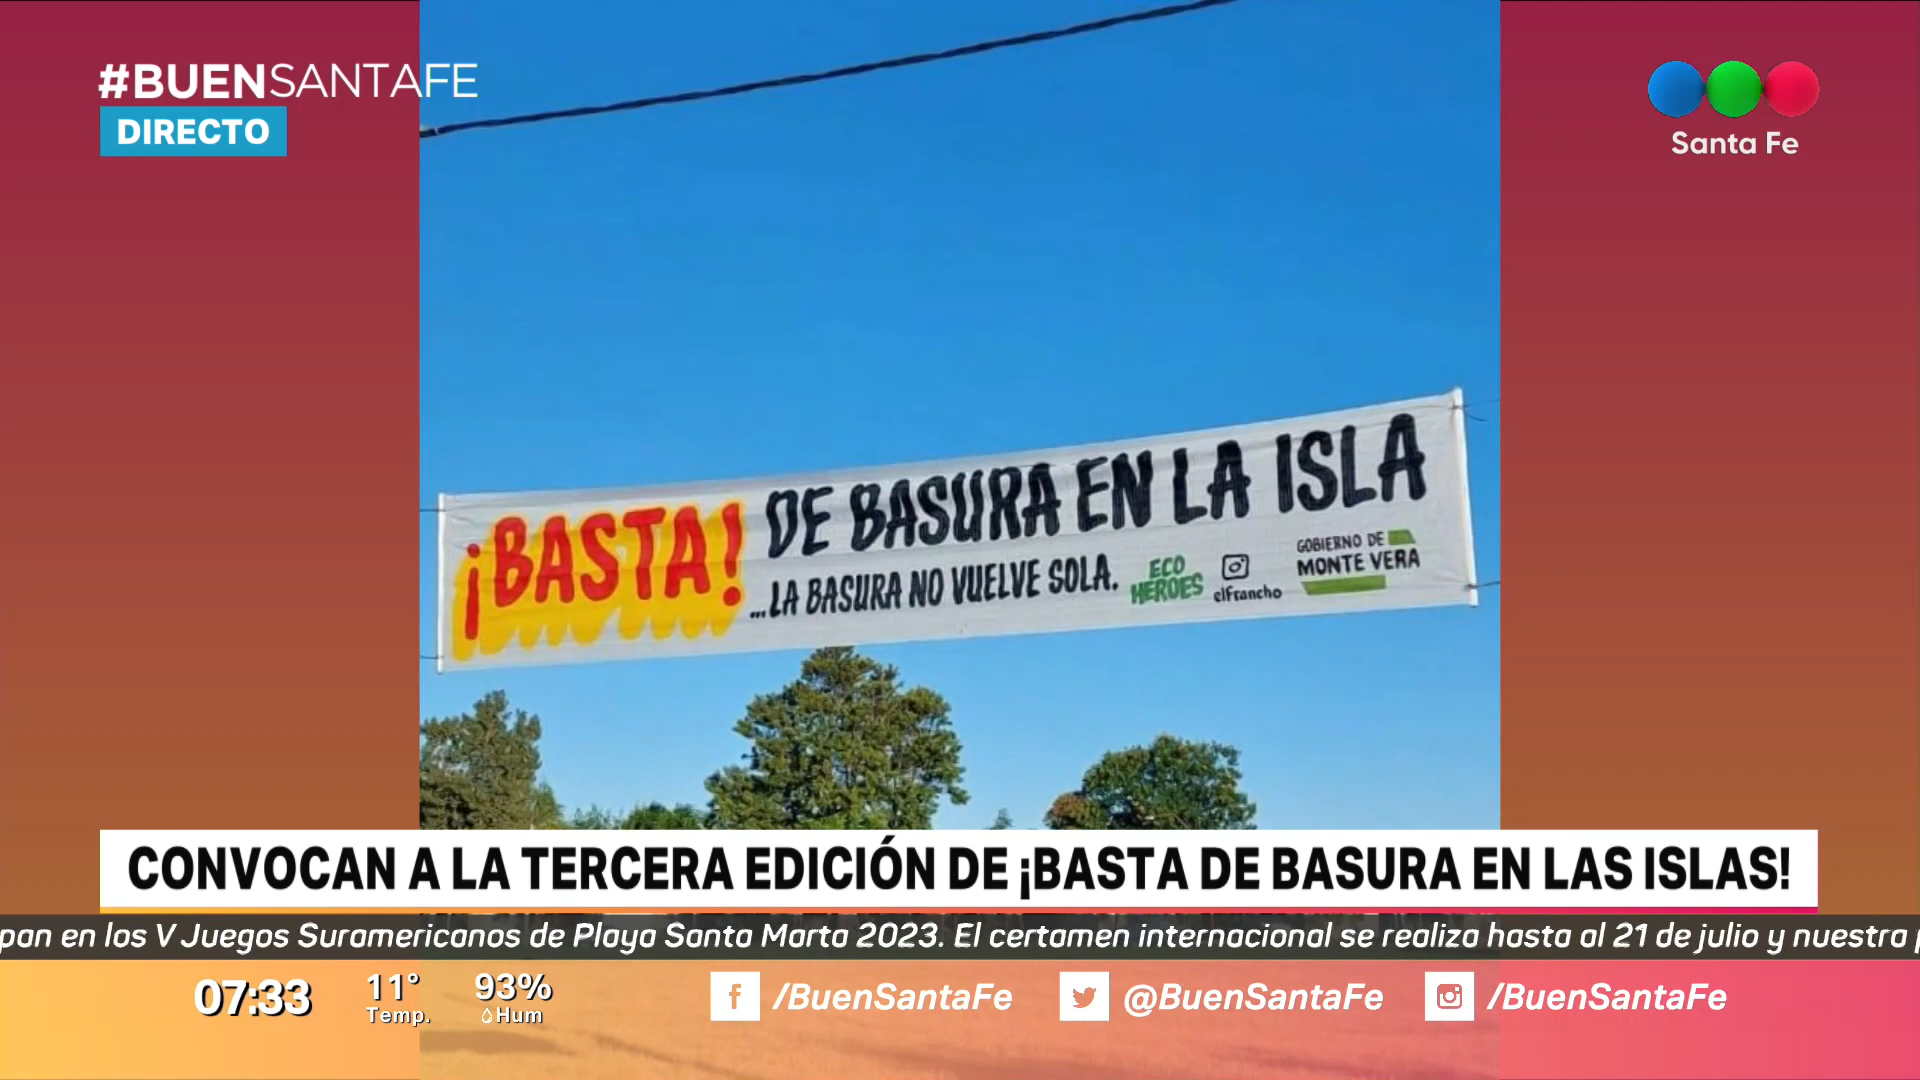 #BUENSANTAFE
DIRECTO
Santa Fe
¡BASTA! DE BASURA EN LA ISLA
...LA BASURA NO VUELVE SOLA.
ECO HEROES
elFrancho
GOBIERNO DE
MONTE VERA
CONVOCAN A LA TERCERA EDICIÓN DE ¡BASTA DE BASURA EN LAS ISLAS!
pan en los V Juegos Suramericanos de Playa Santa Marta 2023. El certamen internacional se realiza hasta al 21 de julio y nuestra
07:33
11°
Temp.
93%
Hum
/BuenSantaFe
@BuenSantaFe
/BuenSantaFe